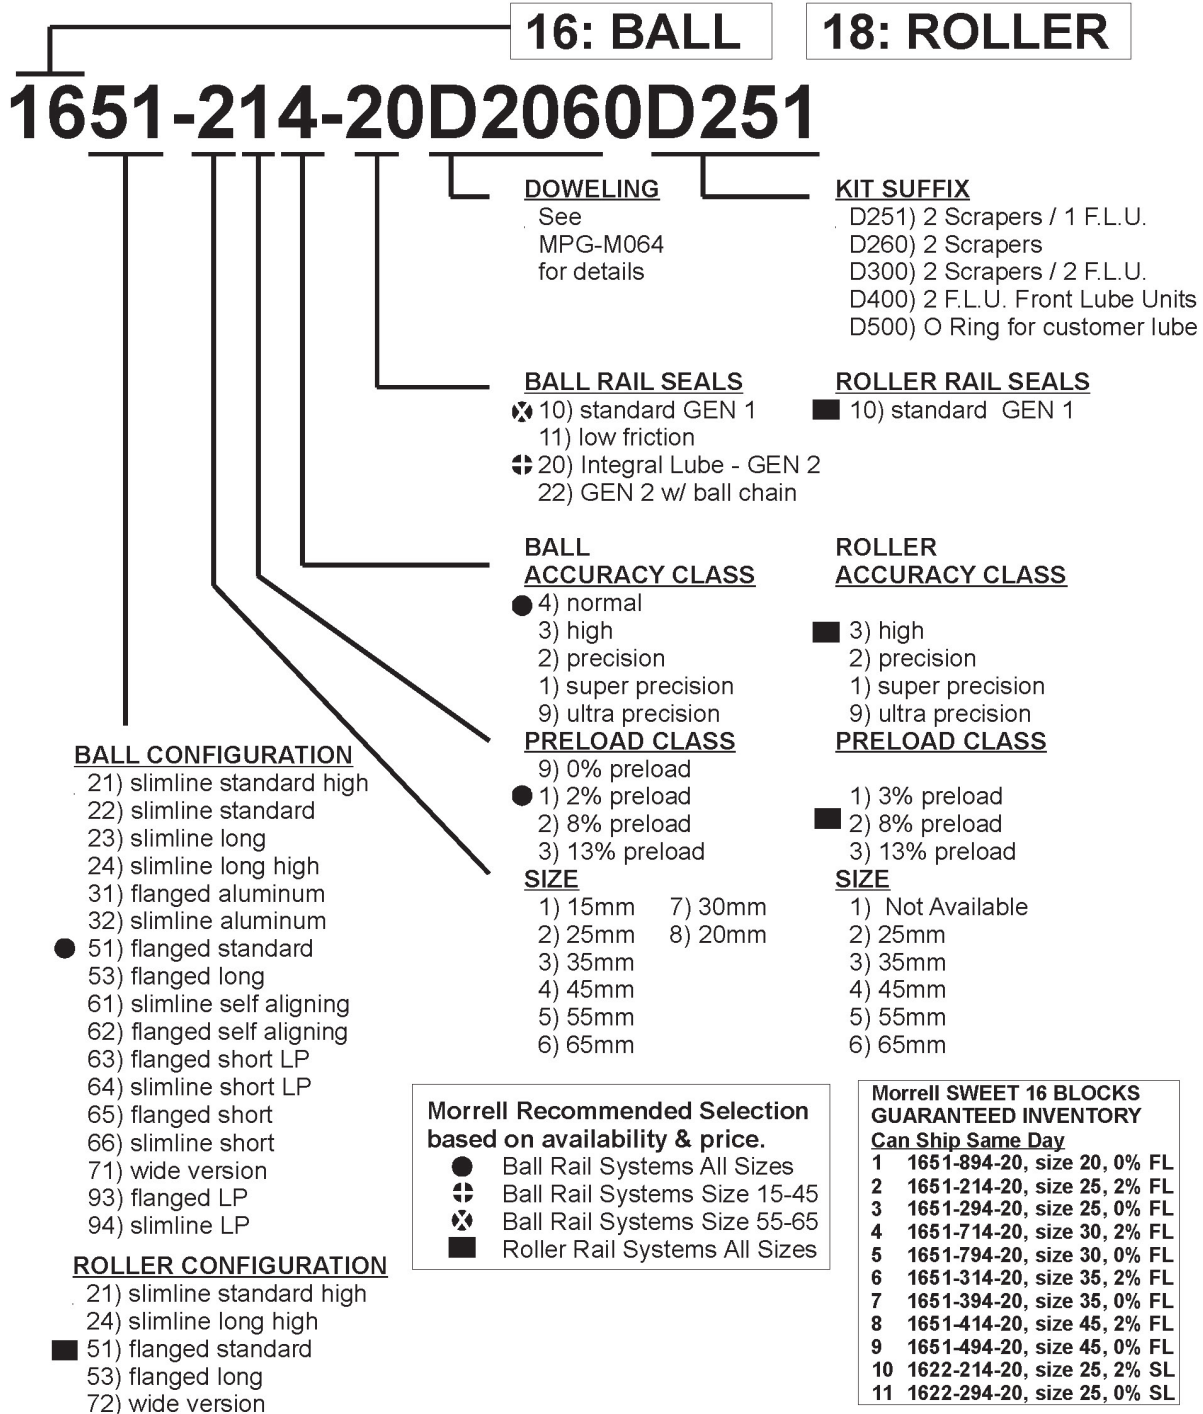 16: BALL
18: ROLLER
1651-214-20D2060D251
DOWELING
See
MPG-M064
for details
KIT SUFFIX
D251) 2 Scrapers / 1 F.L.U.
D260) 2 Scrapers
D300) 2 Scrapers / 2 F.L.U.
D400) 2 F.L.U. Front Lube Units
D500) O Ring for customer lube
BALL RAIL SEALS
10) standard GEN 1
11) low friction
20) Integral Lube - GEN 2
22) GEN 2 w/ ball chain
ROLLER RAIL SEALS
10) standard GEN 1
BALL
ACCURACY CLASS
4) normal
3) high
2) precision
1) super precision
9) ultra precision
ROLLER
ACCURACY CLASS
3) high
2) precision
1) super precision
9) ultra precision
PRELOAD CLASS
9) 0% preload
1) 2% preload
2) 8% preload
3) 13% preload
PRELOAD CLASS
1) 3% preload
2) 8% preload
3) 13% preload
SIZE
1) 15mm 7) 30mm
2) 25mm 8) 20mm
3) 35mm
4) 45mm
5) 55mm
6) 65mm
SIZE
1) Not Available
2) 25mm
3) 35mm
4) 45mm
5) 55mm
6) 65mm
BALL CONFIGURATION
21) slimline standard high
22) slimline standard
23) slimline long
24) slimline long high
31) flanged aluminum
32) slimline aluminum
51) flanged standard
53) flanged long
61) slimline self aligning
62) flanged self aligning
63) flanged short LP
64) slimline short LP
65) flanged short
66) slimline short
71) wide version
93) flanged LP
94) slimline LP
ROLLER CONFIGURATION
21) slimline standard high
24) slimline long high
51) flanged standard
53) flanged long
72) wide version
Morrell Recommended Selection
based on availability & price.
Ball Rail Systems All Sizes
Ball Rail Systems Size 15-45
Ball Rail Systems Size 55-65
Roller Rail Systems All Sizes
Morrell SWEET 16 BLOCKS
GUARANTEED INVENTORY
Can Ship Same Day
1 1651-894-20, size 20, 0% FL
2 1651-214-20, size 25, 2% FL
3 1651-294-20, size 25, 0% FL
4 1651-714-20, size 30, 2% FL
5 1651-794-20, size 30, 0% FL
6 1651-314-20, size 35, 2% FL
7 1651-394-20, size 35, 0% FL
8 1651-414-20, size 45, 2% FL
9 1651-494-20, size 45, 0% FL
10 1622-214-20, size 25, 2% SL
11 1622-294-20, size 25, 0% SL